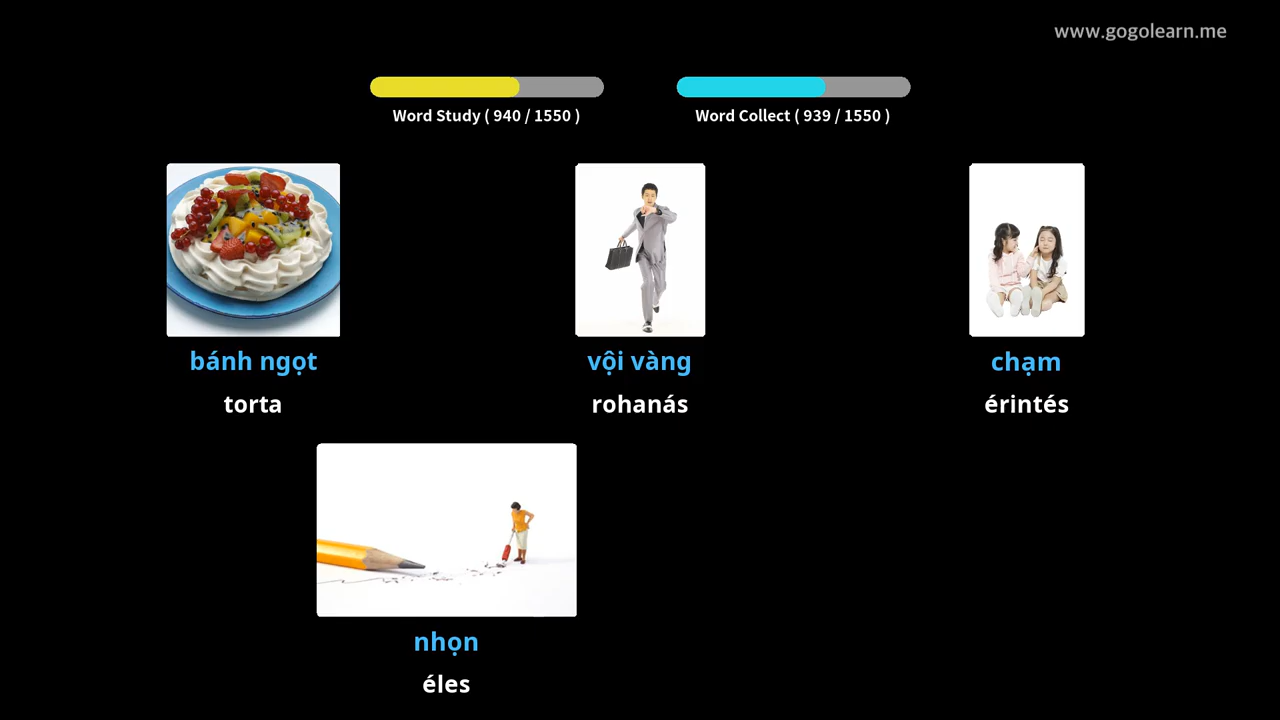 www.gogolearn.me
Word Study ( 940 / 1550 )
Word Collect ( 939 / 1550 )
bánh ngọt
torta
vội vàng
rohanás
chạm
érintés
nhọn
éles